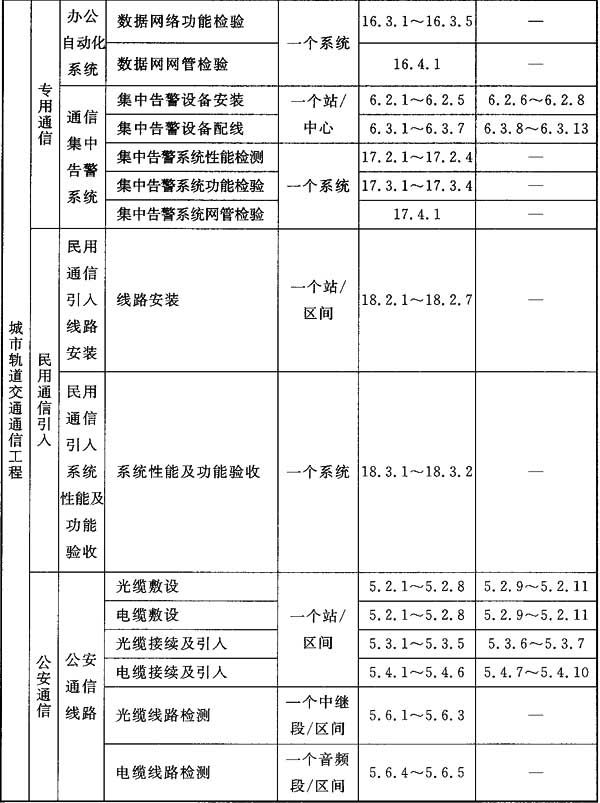 城市轨道交通通信工程
专用通信
办公
自动化
系统
数据网络功能检验
一个系统
16.3.1～16.3.5
—
数据网网管检验
16.4.1
—
通信
集中
告警
系统
集中告警设备安装
一个站/
中心
6.2.1～6.2.5
6.2.6～6.2.8
集中告警设备配线
6.3.1～6.3.7
6.3.8～6.3.13
集中告警系统性能检测
一个系统
17.2.1～17.2.4
—
集中告警系统功能检验
17.3.1～17.3.4
—
集中告警系统网管检验
17.4.1
—
民用通信引入
民用
通信
引入
线路
安装
线路安装
一个站/
区间
18.2.1～18.2.7
—
民用
通信
引入
系统
性能及
功能
验收
系统性能及功能验收
一个系统
18.3.1～18.3.2
—
公安通信
公安
通信
线路
光缆敷设
一个站/
区间
5.2.1～5.2.8
5.2.9～5.2.11
电缆敷设
5.2.1～5.2.8
5.2.9～5.2.11
光缆接续及引入
5.3.1～5.3.5
5.3.6～5.3.7
电缆接续及引入
5.4.1～5.4.6
5.4.7～5.4.10
光缆线路检测
一个中继
段/区间
5.6.1～5.6.3
—
电缆线路检测
一个音频
段/区间
5.6.4～5.6.5
—